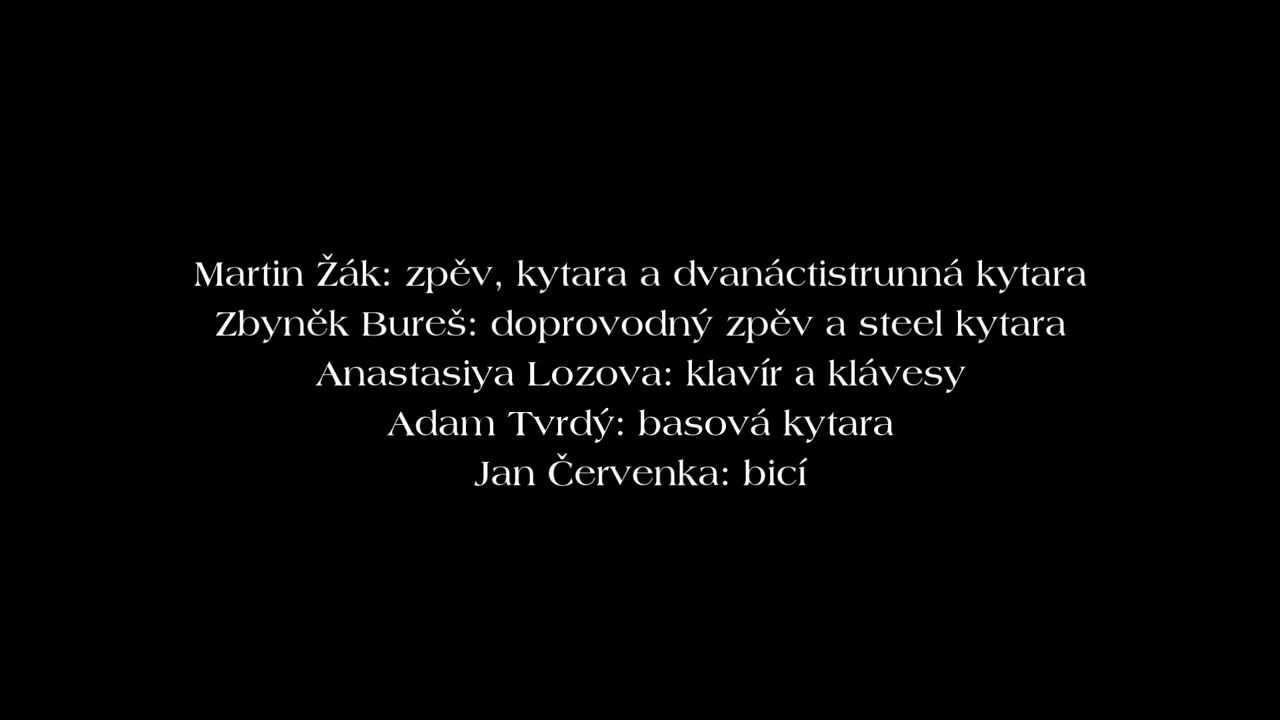 Martin Žák: zpěv, kytara a dvanáctistrunná kytara
Zbyněk Bureš: doprovodný zpěv a steel kytara
Anastasiya Lozova: klavír a klávesy
Adam Tvrdý: basová kytara
Jan Červenka: bicí